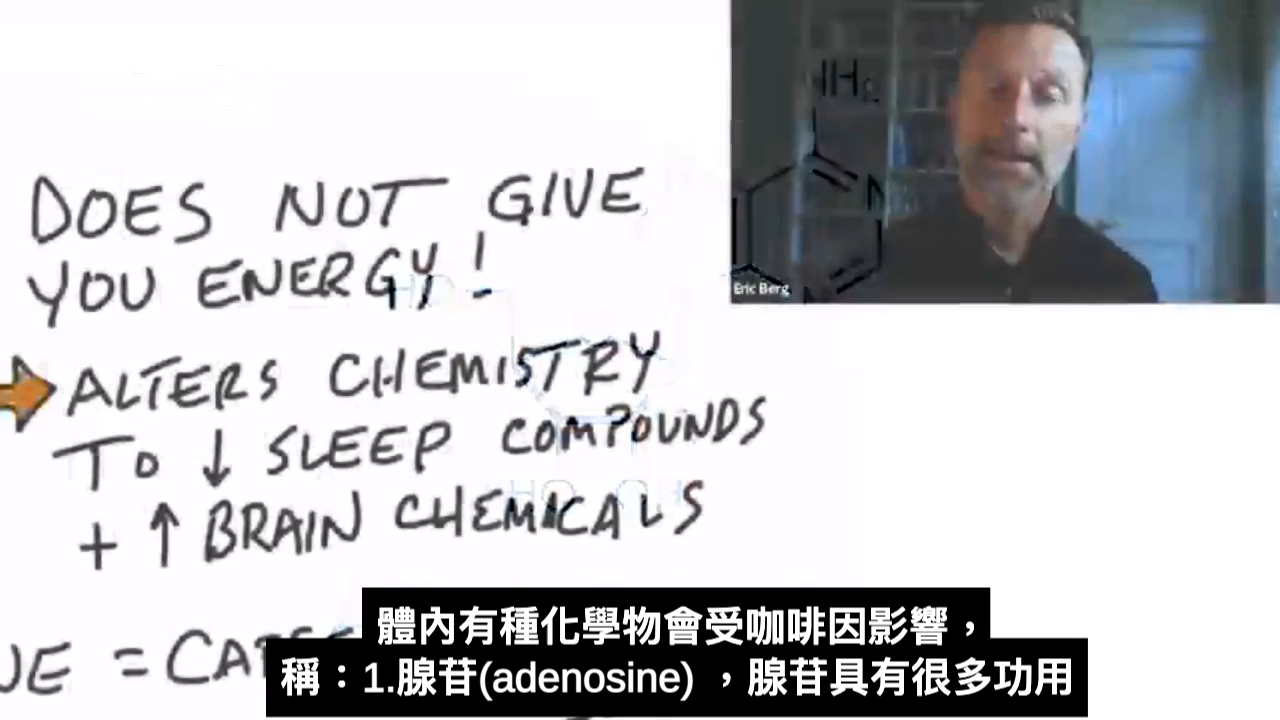 DOES NOT GIVE
YOU ENERGY!
ALTERS CHEMISTRY
TO ↓ SLEEP COMPOUNDS
+ ↑ BRAIN CHEMICALS
NH₂
N
Eric Berg
體內有種化學物會受咖啡因影響，
稱：1.腺苷(adenosine) ，腺苷具有很多功用